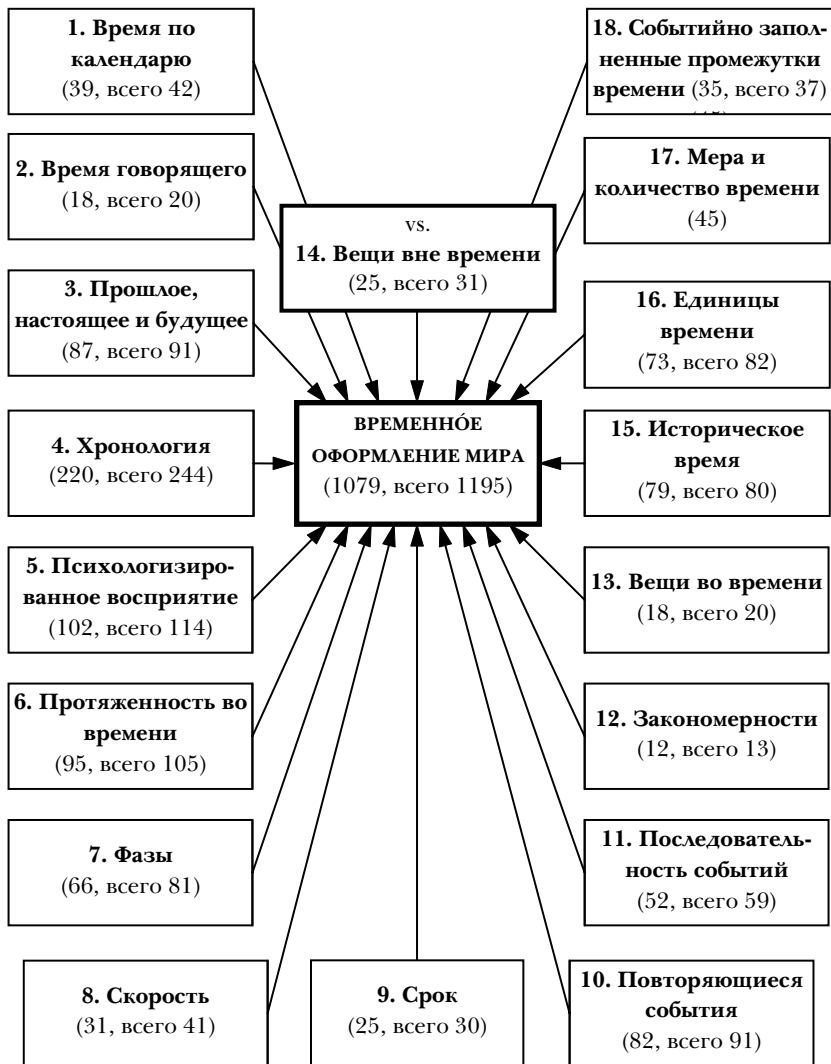 1. Время по
календарю
(39, всего 42)
18. Событийно запол-
ненные промежутки
времени (35, всего 37)
2. Время говорящего
(18, всего 20)
17. Мера и
количество времени
(45)
vs.
14. Вещи вне времени
(25, всего 31)
3. Прошлое,
настоящее и будущее
(87, всего 91)
16. Единицы
времени
(73, всего 82)
4. Хронология
(220, всего 244)
ВРЕМЕННÓЕ
ОФОРМЛЕНИЕ МИРА
(1079, всего 1195)
15. Историческое
время
(79, всего 80)
5. Психологизиро-
ванное восприятие
(102, всего 114)
13. Вещи во времени
(18, всего 20)
6. Протяженность во
времени
(95, всего 105)
12. Закономерности
(12, всего 13)
7. Фазы
(66, всего 81)
11. Последователь-
ность событий
(52, всего 59)
8. Скорость
(31, всего 41)
9. Срок
(25, всего 30)
10. Повторяющиеся
события
(82, всего 91)